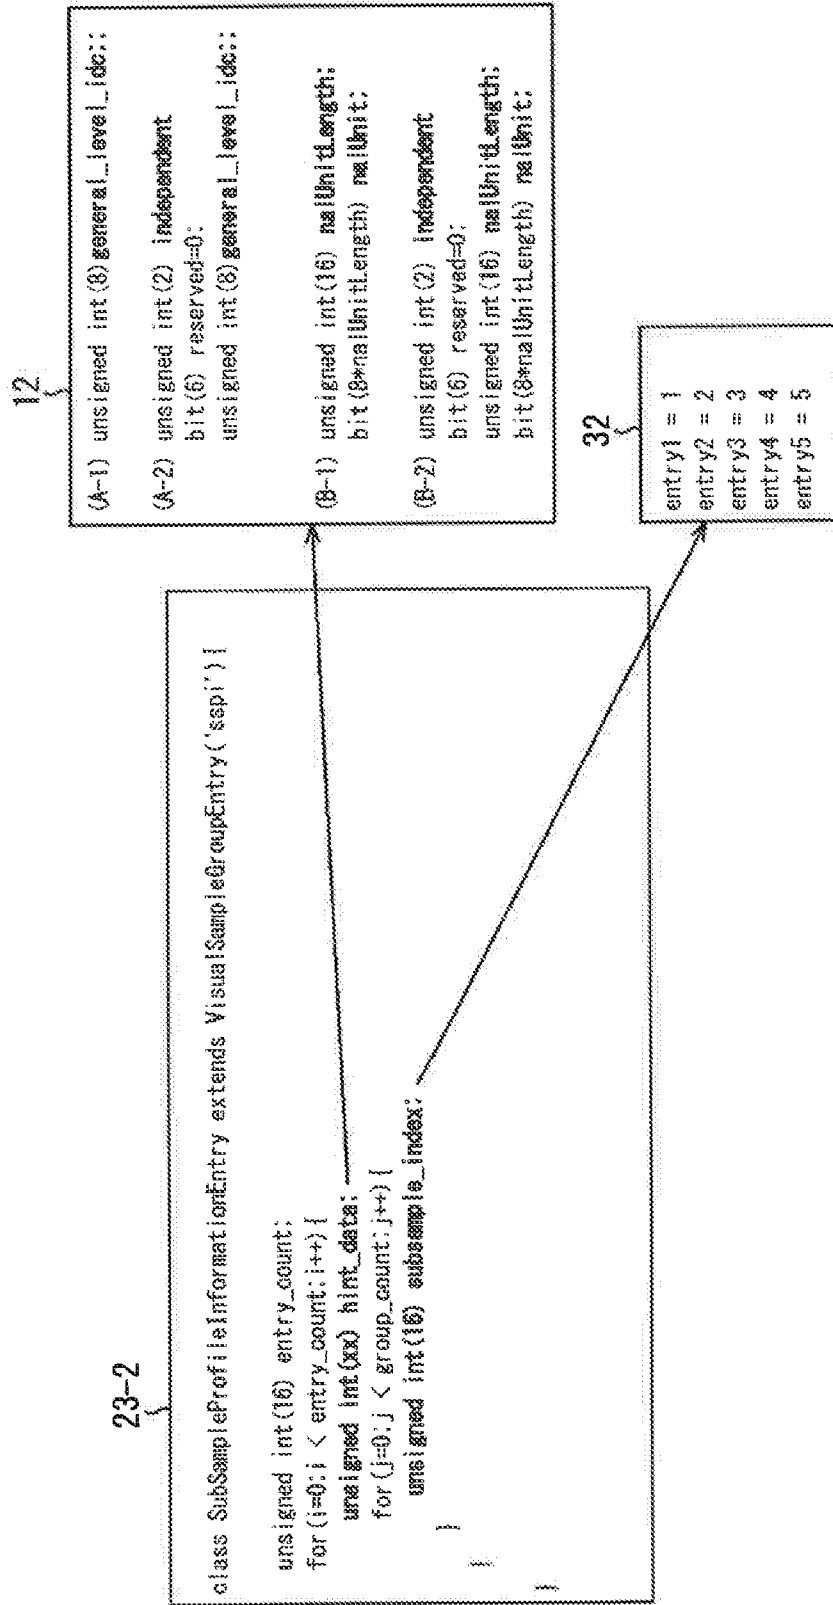 23-2
class SubSampleProfileInformationEntry extends VisualSampleGroupEntry('sspi'){
unsigned int(16) entry_count;
for(i=0;i < entry_count;i++){
unsigned int(xx) hint_data;
for(j=0;j < group_count;j++){
unsigned int(16) subsample_index;
}
}
}
12
(A-1) unsigned int(8)general_level_idc;;
(A-2) unsigned int(2) independent
bit(6) reserved=0;
unsigned int(8)general_level_idc;;
(B-1) unsigned int(16) nalUnitLength;
bit(8*nalUnitLength) nalUnit;
(B-2) unsigned int(2) independent
bit(6) reserved=0;
unsigned int(16) nalUnitLength;
bit(8*nalUnitLength) nalUnit;
32
entry1 = 1
entry2 = 2
entry3 = 3
entry4 = 4
entry5 = 5